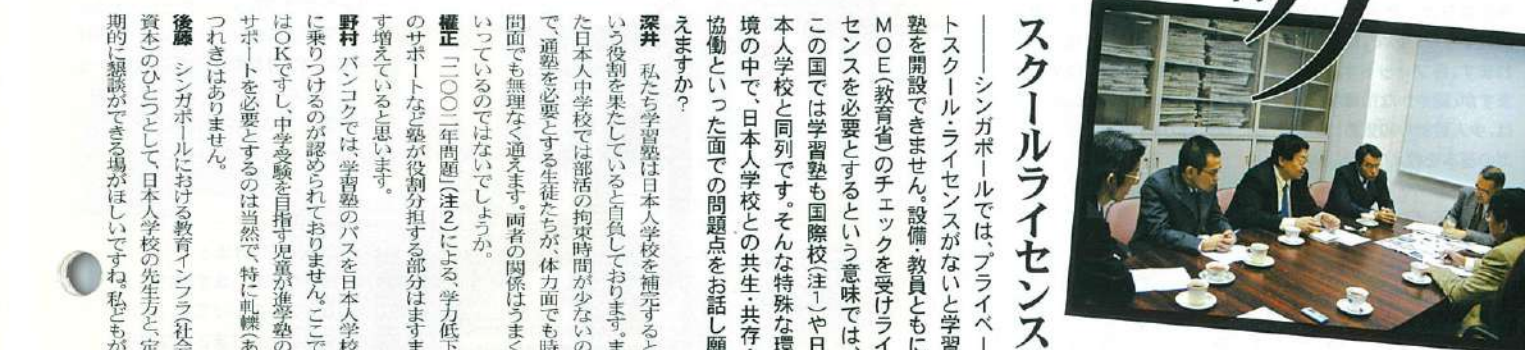 スクールライセンス
――シンガポールでは、プライベー
トスクール・ライセンスがないと学習
塾を開設できません。設備・教員ともに
MOE(教育省)のチェックを受けライ
センスを必要とするという意味では、
この国では学習塾も国際校(注1)や日
本人学校と同列です。そんな特殊な環
境の中で、日本人学校との共生・共存・
協働といった面での問題点をお話し願
えますか?
深井 私たち学習塾は日本人学校を補完すると
いう役割を果たしていると自負しております。ま
た日本人中学校では部活の拘束時間が少ないの
で、通塾を必要とする生徒たちが、体力面でも時
間面でも無理なく通えます。両者の関係はうまく
いっているのではないでしょうか。
權正 「二〇〇二年問題」(注2)による、学力低下
のサポートなど塾が役割分担する部分はますま
す増えていると思います。
野村 バンコクでは、学習塾のバスを日本人学校
に乗りつけるのが認められておりません。ここで
はOKですし、中学受験を目指す児童が進学塾の
サポートを必要とするのは当然で、特に軋轢(あ
つれき)はありません。
後藤 シンガポールにおける教育インフラ(社会
資本)のひとつとして、日本人学校の先生方と、定
期的に懇談ができる場がほしいですね。私どもが